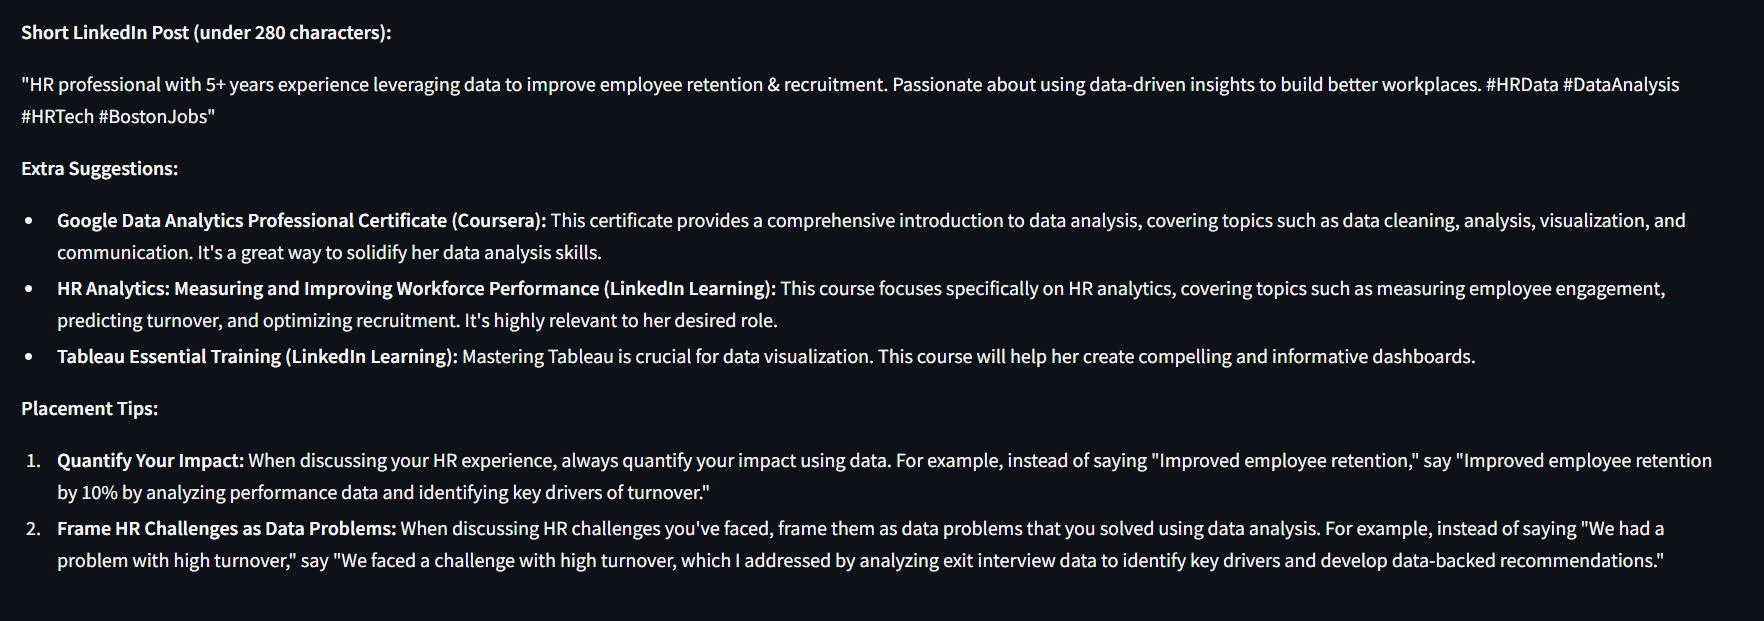 Short LinkedIn Post (under 280 characters):
"HR professional with 5+ years experience leveraging data to improve employee retention & recruitment. Passionate about using data-driven insights to build better workplaces. #HRData #DataAnalysis
#HRTech #BostonJobs"
Extra Suggestions:
• Google Data Analytics Professional Certificate (Coursera): This certificate provides a comprehensive introduction to data analysis, covering topics such as data cleaning, analysis, visualization, and
communication. It's a great way to solidify her data analysis skills.
• HR Analytics: Measuring and Improving Workforce Performance (LinkedIn Learning): This course focuses specifically on HR analytics, covering topics such as measuring employee engagement,
predicting turnover, and optimizing recruitment. It's highly relevant to her desired role.
• Tableau Essential Training (LinkedIn Learning): Mastering Tableau is crucial for data visualization. This course will help her create compelling and informative dashboards.
Placement Tips:
1. Quantify Your Impact: When discussing your HR experience, always quantify your impact using data. For example, instead of saying "Improved employee retention," say "Improved employee retention
by 10% by analyzing performance data and identifying key drivers of turnover."
2. Frame HR Challenges as Data Problems: When discussing HR challenges you've faced, frame them as data problems that you solved using data analysis. For example, instead of saying "We had a
problem with high turnover," say "We faced a challenge with high turnover, which I addressed by analyzing exit interview data to identify key drivers and develop data-backed recommendations."